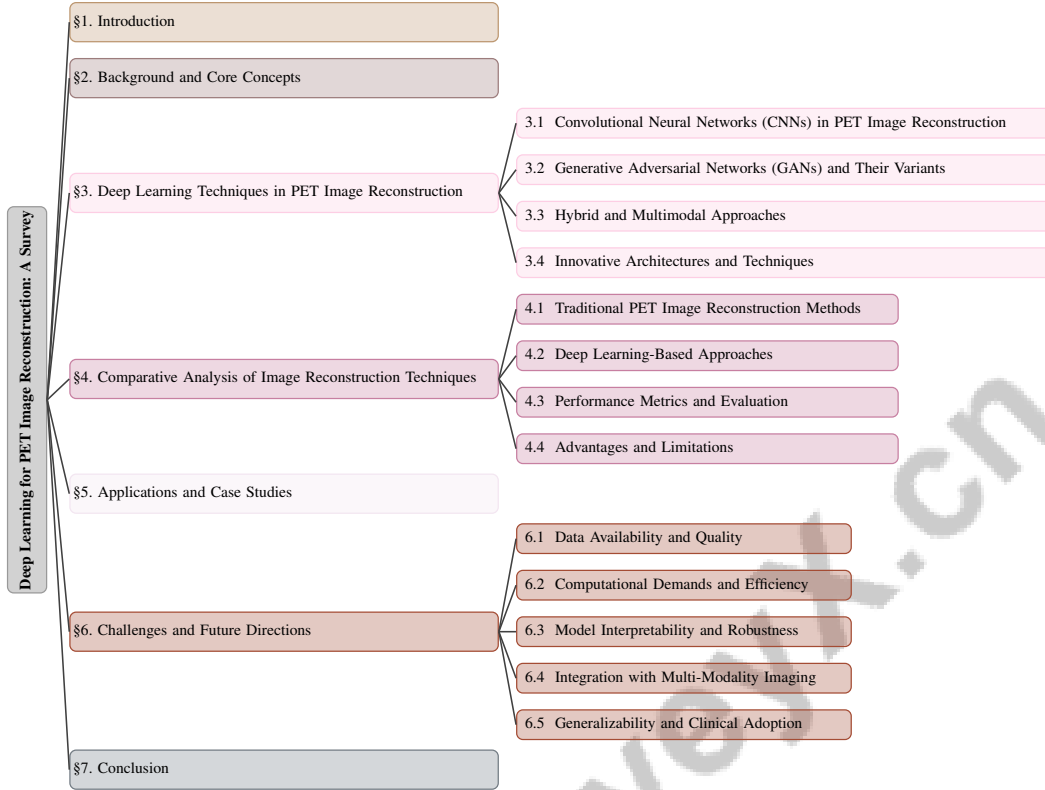 Deep Learning for PET Image Reconstruction: A Survey
§1. Introduction
§2. Background and Core Concepts
§3. Deep Learning Techniques in PET Image Reconstruction
3.1 Convolutional Neural Networks (CNNs) in PET Image Reconstruction
3.2 Generative Adversarial Networks (GANs) and Their Variants
3.3 Hybrid and Multimodal Approaches
3.4 Innovative Architectures and Techniques
§4. Comparative Analysis of Image Reconstruction Techniques
4.1 Traditional PET Image Reconstruction Methods
4.2 Deep Learning-Based Approaches
4.3 Performance Metrics and Evaluation
4.4 Advantages and Limitations
§5. Applications and Case Studies
§6. Challenges and Future Directions
6.1 Data Availability and Quality
6.2 Computational Demands and Efficiency
6.3 Model Interpretability and Robustness
6.4 Integration with Multi-Modality Imaging
6.5 Generalizability and Clinical Adoption
§7. Conclusion
veyx.cn